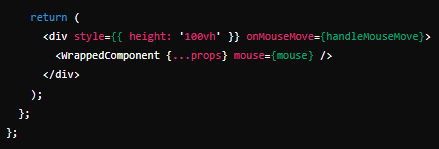 return (
      <div style={{ height: '100vh' }} onMouseMove={handleMouseMove}>
        <WrappedComponent {...props} mouse={mouse} />
      </div>
    );
  };
};